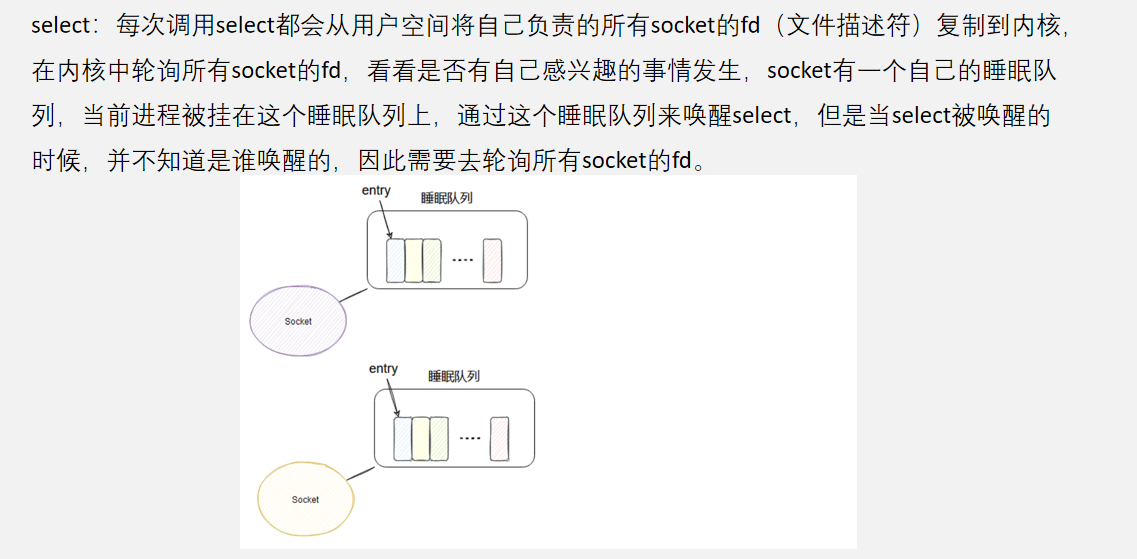 select：每次调用select都会从用户空间将自己负责的所有socket的fd（文件描述符）复制到内核，
在内核中轮询所有socket的fd，看看是否有自己感兴趣的事情发生，socket有一个自己的睡眠队
列，当前进程被挂在这个睡眠队列上，通过这个睡眠队列来唤醒select，但是当select被唤醒的
时候，并不知道是谁唤醒的，因此需要去轮询所有socket的fd。
entry
睡眠队列
Socket
entry
睡眠队列
Socket